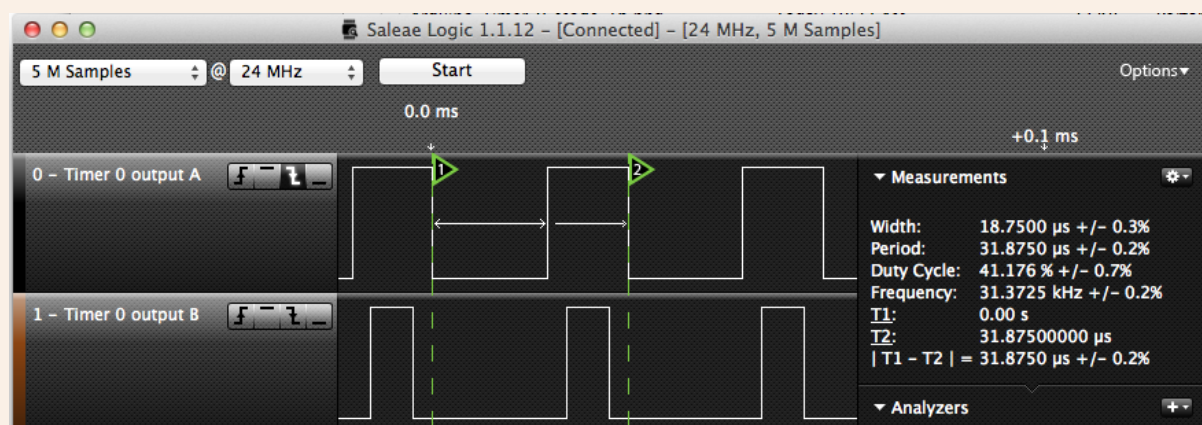 Saleae Logic 1.1.12 – [Connected] – [24 MHz, 5 M Samples]
5 M Samples @ 24 MHz Start Options▾
0.0 ms
+0.1 ms
0 – Timer 0 output A
1 2
▼ Measurements
Width: 18.7500 µs +/- 0.3%
Period: 31.8750 µs +/- 0.2%
Duty Cycle: 41.176 % +/- 0.7%
Frequency: 31.3725 kHz +/- 0.2%
T1: 0.00 s
T2: 31.87500000 µs
| T1 – T2 | = 31.8750 µs +/- 0.2%
1 – Timer 0 output B
▼ Analyzers